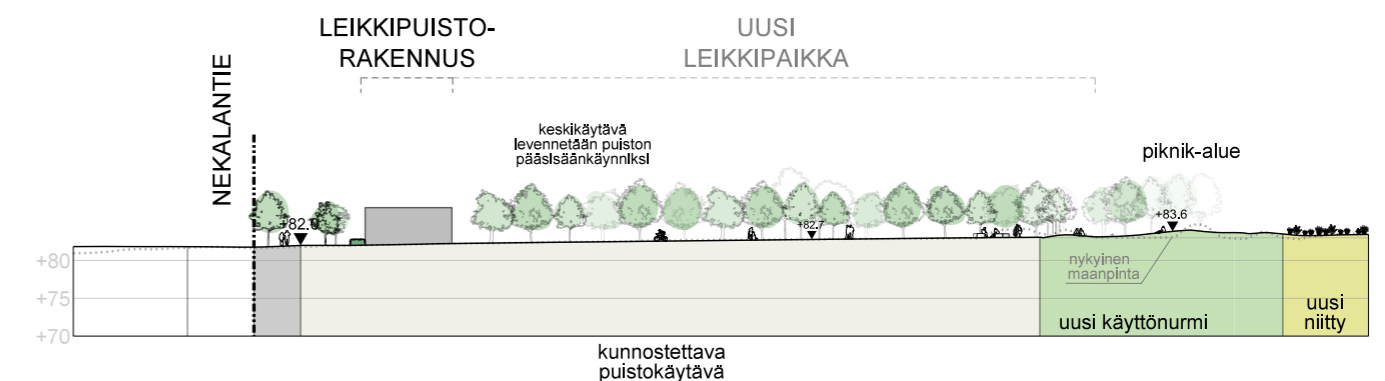 LEIKKIPUISTO-
RAKENNUS
UUSI
LEIKKIPAIKKA
NEKALANTIE
keskikäytävä
levennetään puiston
pääsisäänkäynniksi
piknik-alue
+82.0
+82.7
+83.6
+80
+75
+70
nykyinen
maanpinta
uusi käyttönurmi
uusi
niitty
kunnostettava
puistokäytävä